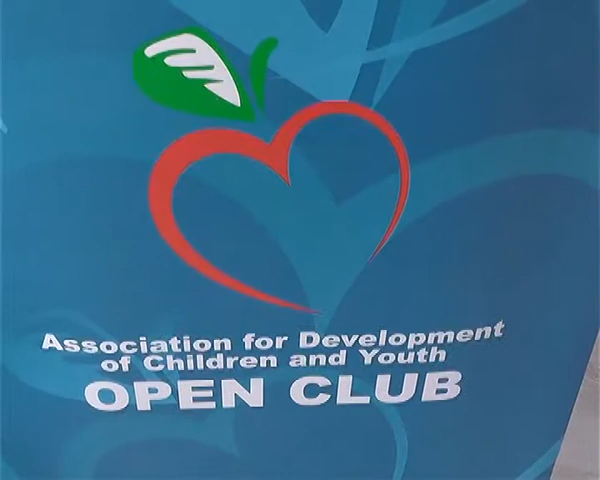 Association for Development
of Children and Youth
OPEN CLUB